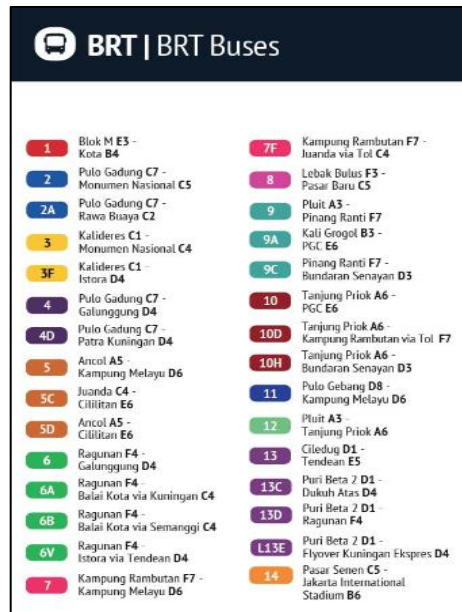 BRT | BRT Buses
1
Blok M E3 -
Kota B4
2
Pulo Gadung C7 -
Monumen Nasional C5
2A
Pulo Gadung C7 -
Rawa Buaya C2
3
Kalideres C1 -
Monumen Nasional C4
3F
Kalideres C1 -
Istora D4
4
Pulo Gadung C7 -
Galunggung D4
4D
Pulo Gadung C7 -
Patra Kuningan D4
5
Ancol A5 -
Kampung Melayu D6
5C
Juanda C4 -
Cililitan E6
5D
Ancol A5 -
Cililitan E6
6
Ragunan F4 -
Galunggung D4
6A
Ragunan F4 -
Balai Kota via Kuningan C4
6B
Ragunan F4 -
Balai Kota via Semanggi C4
6V
Ragunan F4 -
Istora via Tendean D4
7
Kampung Rambutan F7 -
Kampung Melayu D6
7F
Kampung Rambutan F7 -
Juanda via Tol C4
8
Lebak Bulus F3 -
Pasar Baru C5
9
Pluit A3 -
Pinang Ranti F7
9A
Kali Grogol B3 -
PGC E6
9C
Pinang Ranti F7 -
Bundaran Senayan D3
10
Tanjung Priok A6 -
PGC E6
10D
Tanjung Priok A6 -
Kampung Rambutan via Tol F7
10H
Tanjung Priok A6 -
Bundaran Senayan D3
11
Pulo Gebang D8 -
Kampung Melayu D6
12
Pluit A3 -
Tanjung Priok A6
13
Ciledug D1 -
Tendean E5
13C
Puri Beta 2 D1 -
Dukuh Atas D4
13D
Puri Beta 2 D1 -
Ragunan F4
L13E
Puri Beta 2 D1 -
Flyover Kuningan Ekspres D4
14
Pasar Senen C5 -
Jakarta International
Stadium B6